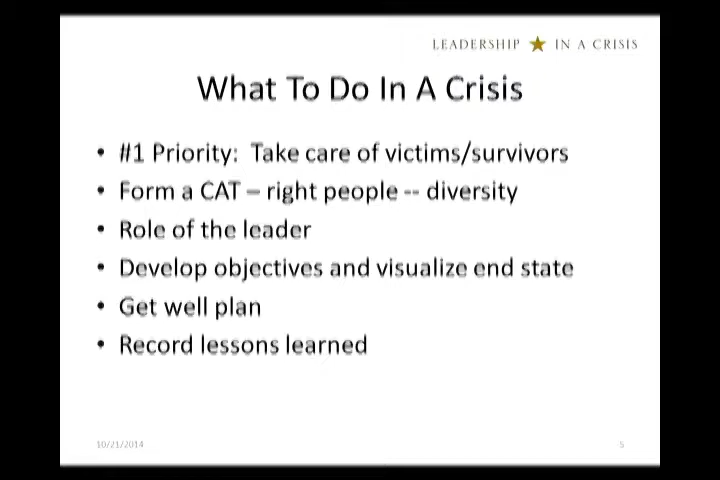 LEADERSHIP ★ IN A CRISIS
What To Do In A Crisis
• #1 Priority:  Take care of victims/survivors
• Form a CAT – right people -- diversity
• Role of the leader
• Develop objectives and visualize end state
• Get well plan
• Record lessons learned
10/21/2014
5